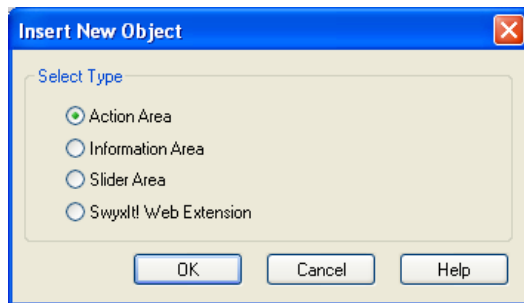 Insert New Object
Select Type
Action Area
Information Area
Slider Area
SwyxIt! Web Extension
OK Cancel Help